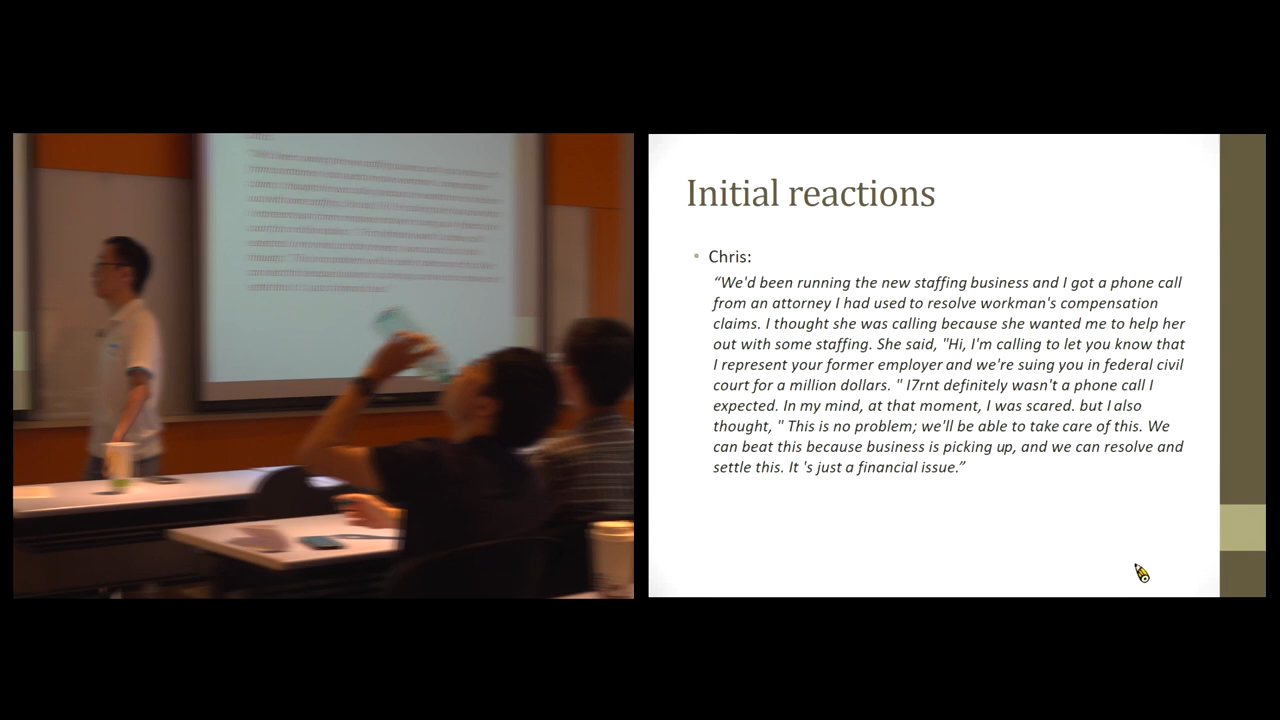 Initial reactions
• Chris:
“We'd been running the new staffing business and I got a phone call
from an attorney I had used to resolve workman's compensation
claims. I thought she was calling because she wanted me to help her
out with some staffing. She said, "Hi, I'm calling to let you know that
I represent your former employer and we're suing you in federal civil
court for a million dollars. " I7rnt definitely wasn't a phone call I
expected. In my mind, at that moment, I was scared. but I also
thought, " This is no problem; we'll be able to take care of this. We
can beat this because business is picking up, and we can resolve and
settle this. It 's just a financial issue.”